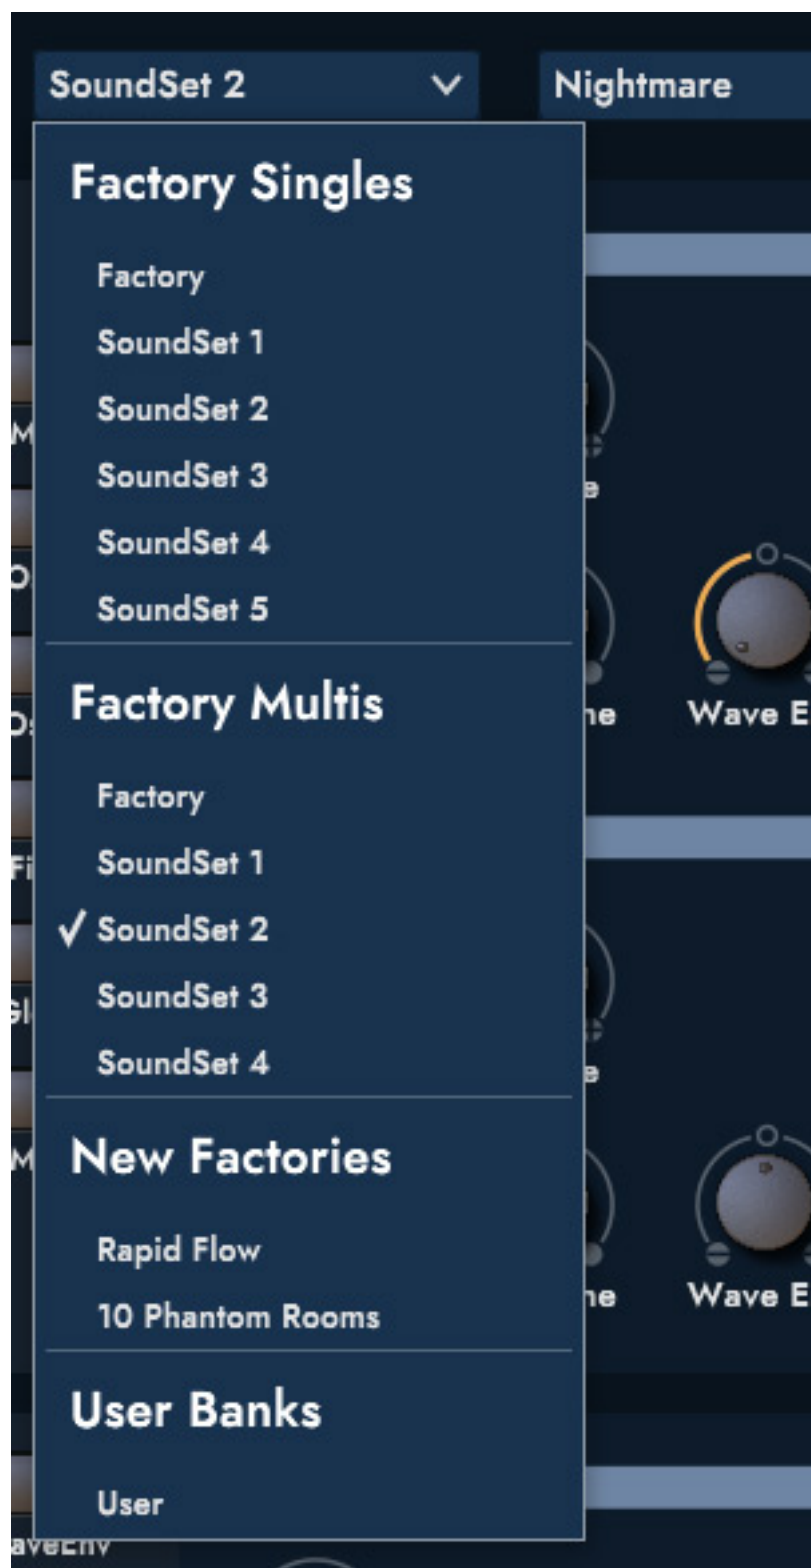 SoundSet 2
Nightmare
Factory Singles
Factory
SoundSet 1
SoundSet 2
SoundSet 3
SoundSet 4
SoundSet 5
Factory Multis
Factory
SoundSet 1
✓ SoundSet 2
SoundSet 3
SoundSet 4
New Factories
Rapid Flow
10 Phantom Rooms
User Banks
User
Wave E
Wave E